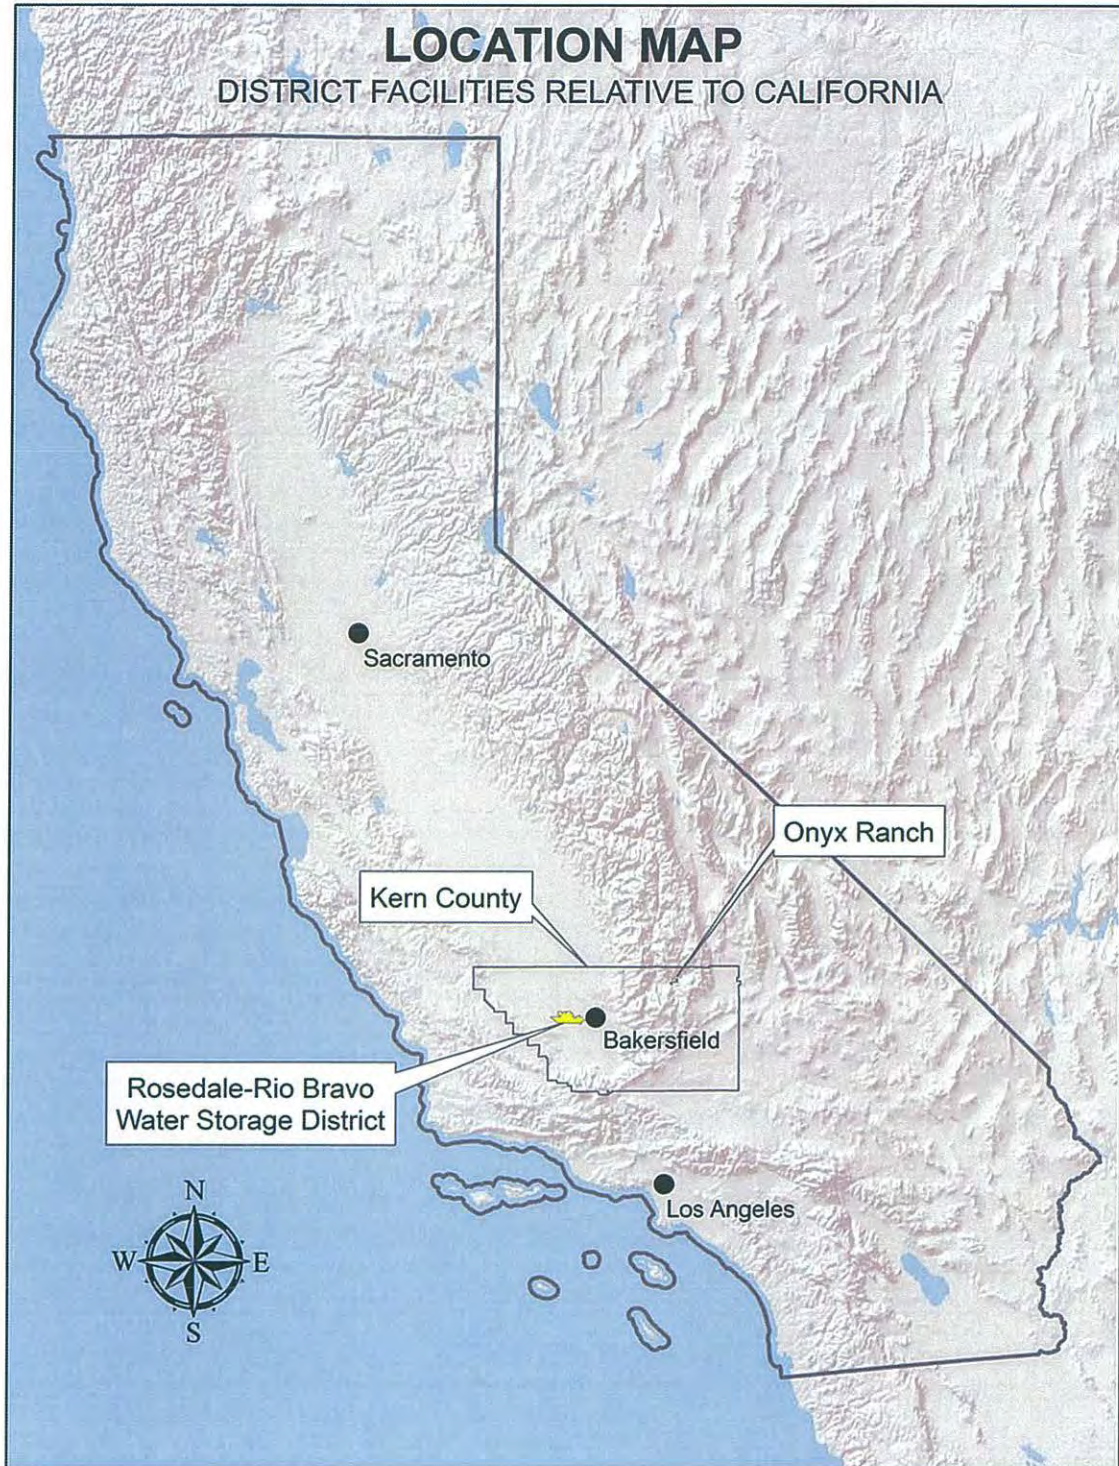 LOCATION MAP
DISTRICT FACILITIES RELATIVE TO CALIFORNIA
Sacramento
Onyx Ranch
Kern County
Bakersfield
Rosedale-Rio Bravo
Water Storage District
Los Angeles
N
W
E
S